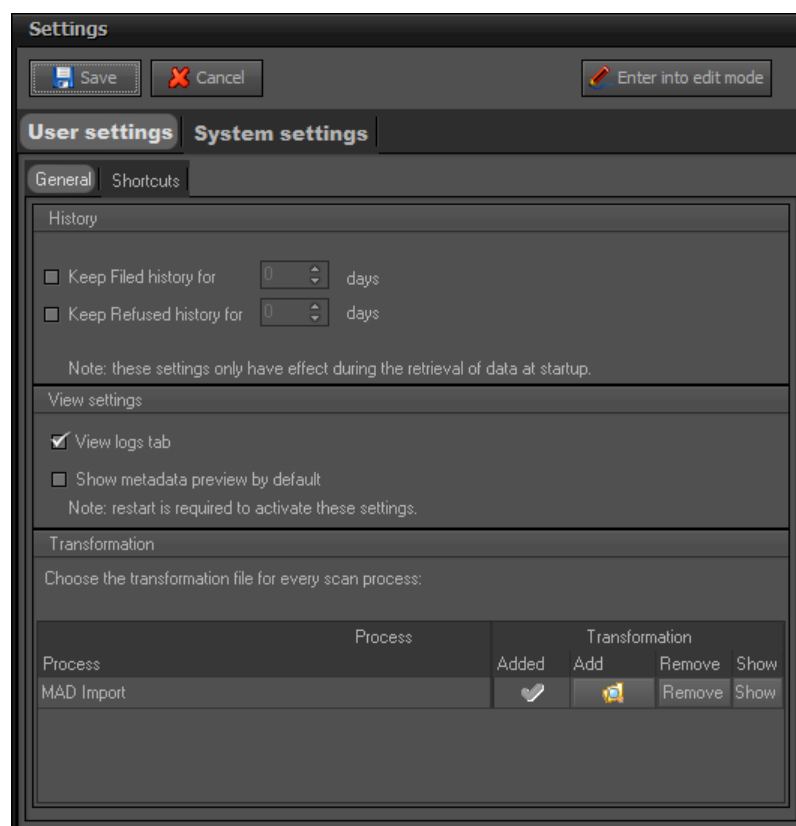 Settings
Save Cancel Enter into edit mode
User settings System settings
General Shortcuts
History
Keep Filed history for 0 days
Keep Refused history for 0 days
Note: these settings only have effect during the retrieval of data at startup.
View settings
View logs tab
Show metadata preview by default
Note: restart is required to activate these settings.
Transformation
Choose the transformation file for every scan process:
Process Transformation
Process Added Add Remove Show
MAD Import Remove Show